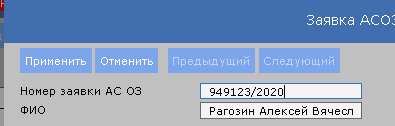 Заявка АСОЗ
Применить Отменить Предыдущий Следующий
Номер заявки АС ОЗ 949123/2020
ФИО Рагозин Алексей Вячесл